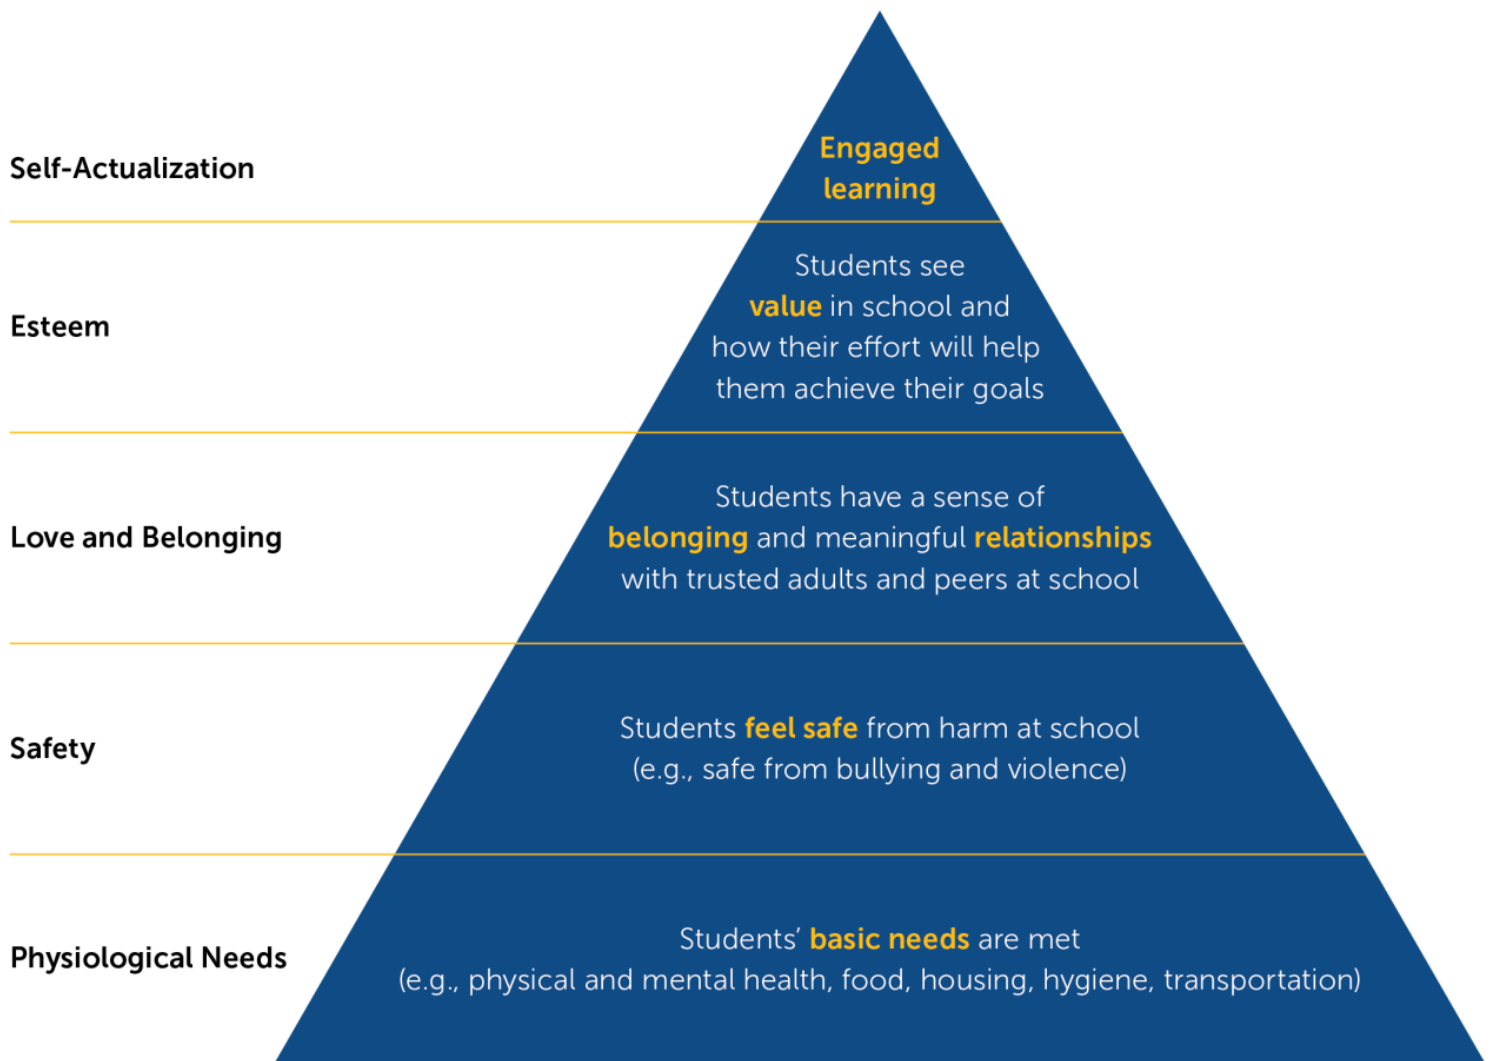 Self-Actualization
Engaged
learning
Esteem
Students see
value in school and
how their effort will help
them achieve their goals
Love and Belonging
Students have a sense of
belonging and meaningful relationships
with trusted adults and peers at school
Safety
Students feel safe from harm at school
(e.g., safe from bullying and violence)
Physiological Needs
Students’ basic needs are met
(e.g., physical and mental health, food, housing, hygiene, transportation)